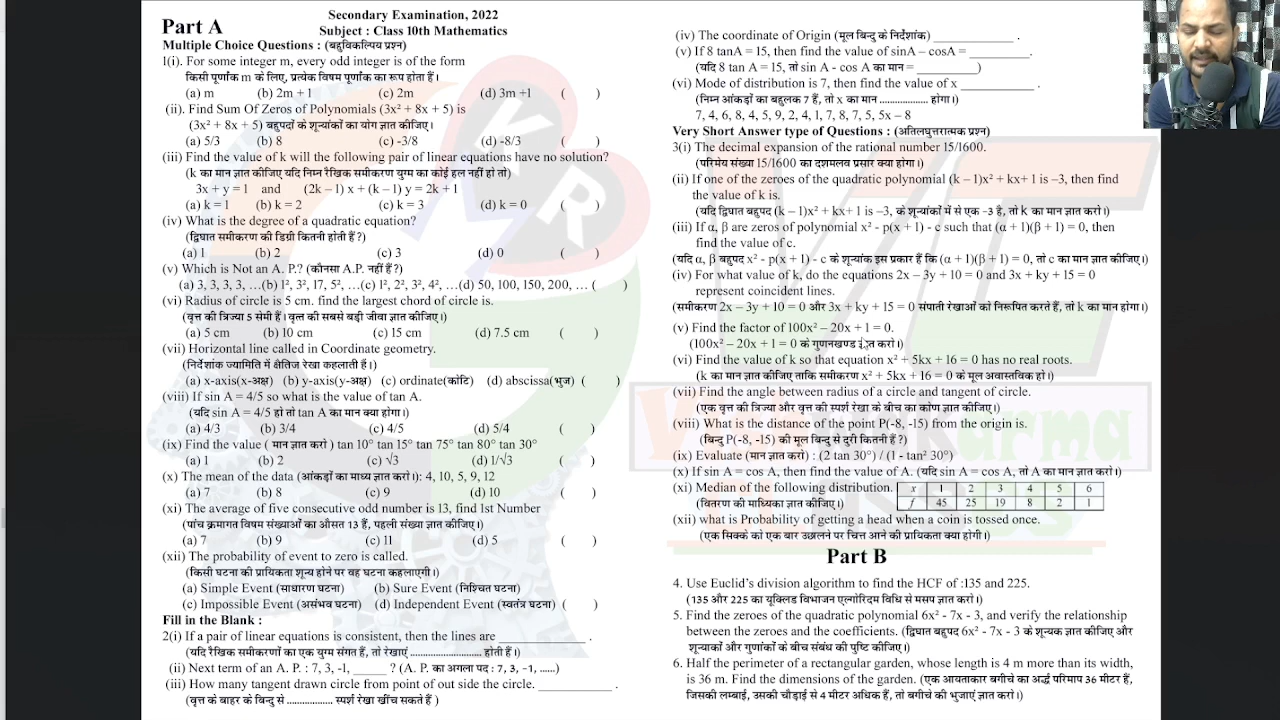 Secondary Examination, 2022
Part A
Subject : Class 10th Mathematics
Multiple Choice Questions : (बहुविकल्पिय प्रश्न)
1(i). For some integer m, every odd integer is of the form
किसी पूर्णांक m के लिए, प्रत्येक विषम पूर्णांक का रूप होता हैं।
(a) m (b) 2m + 1 (c) 2m (d) 3m +1 ( )
(ii). Find Sum Of Zeros of Polynomials (3x² + 8x + 5) is
(3x² + 8x + 5) बहुपदों के शून्यांकों का योग ज्ञात कीजिए।
(a) 5/3 (b) 8 (c) -3/8 (d) -8/3 ( )
(iii) Find the value of k will the following pair of linear equations have no solution?
(k का मान ज्ञात कीजिए यदि निम्न रैखिक समीकरण युग्म का कोई हल नहीं हो तो)
3x + y = 1 and (2k – 1) x + (k – 1) y = 2k + 1
(a) k = 1 (b) k = 2 (c) k = 3 (d) k = 0 ( )
(iv) What is the degree of a quadratic equation?
(द्विघात समीकरण की डिग्री कितनी होती हैं ?)
(a) 1 (b) 2 (c) 3 (d) 0 ( )
(v) Which is Not an A. P.? (कौनसा A.P. नहीं हैं ?)
(a) 3, 3, 3, 3, …(b) 1², 3², 17, 5², …(c) 1², 2², 3², 4², …(d) 50, 100, 150, 200, … ( )
(vi) Radius of circle is 5 cm. find the largest chord of circle is.
(वृत्त की त्रिज्या 5 सेमी हैं। वृत्त की सबसे बड़ी जीवा ज्ञात कीजिए।)
(a) 5 cm (b) 10 cm (c) 15 cm (d) 7.5 cm ( )
(vii) Horizontal line called in Coordinate geometry.
(निर्देशांक ज्यामिति में क्षैतिज रेखा कहलाती हैं।)
(a) x-axis(x-अक्ष) (b) y-axis(y-अक्ष) (c) ordinate(कोटि) (d) abscissa(भुज) ( )
(viii) If sin A = 4/5 so what is the value of tan A.
(यदि sin A = 4/5 हो तो tan A का मान क्या होगा।)
(a) 4/3 (b) 3/4 (c) 4/5 (d) 5/4 ( )
(ix) Find the value ( मान ज्ञात करो ) tan 10° tan 15° tan 75° tan 80° tan 30°
(a) 1 (b) 2 (c) √3 (d) 1/√3 ( )
(x) The mean of the data (आंकड़ों का माध्य ज्ञात करो।): 4, 10, 5, 9, 12
(a) 7 (b) 8 (c) 9 (d) 10 ( )
(xi) The average of five consecutive odd number is 13, find 1st Number
(पांच क्रमागत विषम संख्याओं का औसत 13 हैं, पहली संख्या ज्ञात कीजिए।)
(a) 7 (b) 9 (c) 11 (d) 5 ( )
(xii) The probability of event to zero is called.
(किसी घटना की प्रायिकता शून्य होने पर वह घटना कहलाएगी।)
(a) Simple Event (साधारण घटना) (b) Sure Event (निश्चित घटना)
(c) Impossible Event (असंभव घटना) (d) Independent Event (स्वतंत्र घटना) ( )
Fill in the Blank :
2(i) If a pair of linear equations is consistent, then the lines are ______________ .
(यदि रैखिक समीकरणों का एक युग्म संगत हैं, तो रेखाएं ........................... होती हैं।)
(ii) Next term of an A. P. : 7, 3, -1, _____ ? (A. P. का अगला पद : 7, 3, –1, ......)
(iii) How many tangent drawn circle from point of out side the circle. ____________ .
(वृत्त के बाहर के बिन्दु से .................. स्पर्श रेखा खींच सकते हैं )
(iv) The coordinate of Origin (मूल बिन्दु के निर्देशांक) _____________ .
(v) If 8 tanA = 15, then find the value of sinA – cosA = __________.
(यदि 8 tan A = 15, तो sin A - cos A का मान = __________)
(vi) Mode of distribution is 7, then find the value of x ____________ .
(निम्न आंकड़ों का बहुलक 7 हैं, तो x का मान ................... होगा।)
7, 4, 6, 8, 4, 5, 9, 2, 4, 1, 7, 8, 7, 5, 5x – 8
Very Short Answer type of Questions : (अतिलघुत्तरात्मक प्रश्न)
3(i) The decimal expansion of the rational number 15/1600.
(परिमेय संख्या 15/1600 का दशमलव प्रसार क्या होगा।)
(ii) If one of the zeroes of the quadratic polynomial (k – 1)x² + kx+ 1 is –3, then find
the value of k is.
(यदि द्विघात बहुपद (k – 1)x² + kx+ 1 is –3, के शून्यांकों में से एक -3 है, तो k का मान ज्ञात करो।)
(iii) If α, β are zeros of polynomial x² - p(x + 1) - c such that (α + 1)(β + 1) = 0, then
find the value of c.
(यदि α, β बहुपद x² - p(x + 1) - c के शून्यांक इस प्रकार हैं कि (α + 1)(β + 1) = 0, तो c का मान ज्ञात कीजिए।)
(iv) For what value of k, do the equations 2x – 3y + 10 = 0 and 3x + ky + 15 = 0
represent coincident lines.
(समीकरण 2x – 3y + 10 = 0 और 3x + ky + 15 = 0 संपाती रेखाओं को निरूपित करते हैं, तो k का मान होगा।)
(v) Find the factor of 100x² – 20x + 1 = 0.
(100x² – 20x + 1 = 0 के गुणनखण्ड करो।)
(vi) Find the value of k so that equation x² + 5kx + 16 = 0 has no real roots.
(k का मान ज्ञात कीजिए ताकि समीकरण x² + 5kx + 16 = 0 के मूल अवास्तविक हो।)
(vii) Find the angle between radius of a circle and tangent of circle.
(एक वृत्त की त्रिज्या और वृत्त की स्पर्श रेखा के बीच का कोण ज्ञात कीजिए।)
(viii) What is the distance of the point P(-8, -15) from the origin is.
(बिन्दु P(-8, -15) की मूल बिन्दु से दुरी कितनी हैं ?)
(ix) Evaluate (मान ज्ञात करो) : (2 tan 30°) / (1 - tan² 30°)
(x) If sin A = cos A, then find the value of A. (यदि sin A = cos A, तो A का मान ज्ञात करो।)
(xi) Median of the following distribution. x 1 2 3 4 5 6
(वितरण की माध्यिका ज्ञात कीजिए।) f 45 25 19 8 2 1
(xii) what is Probability of getting a head when a coin is tossed once.
(एक सिक्के को एक बार उछालने पर चित्त आने की प्रायिकता क्या होगी।)
Part B
4. Use Euclid’s division algorithm to find the HCF of :135 and 225.
(135 और 225 का यूक्लिड विभाजन एल्गोरिदम विधि से मसप ज्ञात करो।)
5. Find the zeroes of the quadratic polynomial 6x² - 7x - 3, and verify the relationship
between the zeroes and the coefficients. (द्विघात बहुपद 6x² - 7x - 3 के शून्यक ज्ञात कीजिए और
शून्याकों और गुणांकों के बीच संबंध की पुष्टि कीजिए।)
6. Half the perimeter of a rectangular garden, whose length is 4 m more than its width,
is 36 m. Find the dimensions of the garden. (एक आयताकार बगीचे का अर्द्ध परिमाप 36 मीटर हैं,
जिसकी लम्बाई, उसकी चौड़ाई से 4 मीटर अधिक हैं, तो बगीचे की भुजाएं ज्ञात करो।)